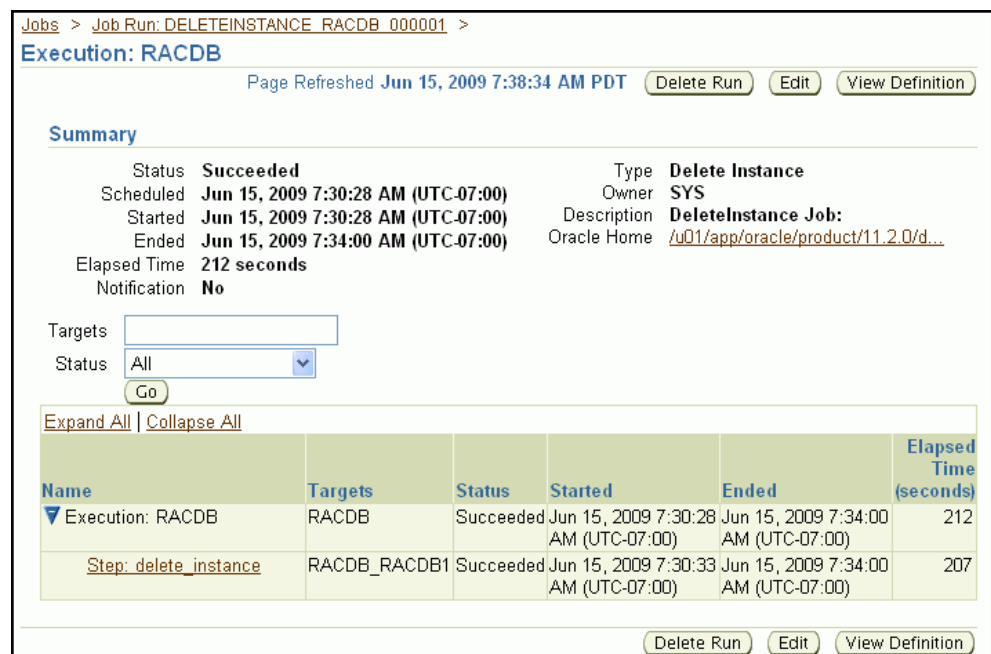 Jobs > Job Run: DELETEINSTANCE_RACDB_000001 >
Execution: RACDB
Page Refreshed Jun 15, 2009 7:38:34 AM PDT Delete Run Edit View Definition
Summary
Status Succeeded Type Delete Instance
Scheduled Jun 15, 2009 7:30:28 AM (UTC-07:00) Owner SYS
Started Jun 15, 2009 7:30:28 AM (UTC-07:00) Description DeleteInstance Job:
Ended Jun 15, 2009 7:34:00 AM (UTC-07:00) Oracle Home /u01/app/oracle/product/11.2.0/d...
Elapsed Time 212 seconds
Notification No
Targets
Status All
Go
Expand All | Collapse All
Elapsed
Time
Name Targets Status Started Ended (seconds)
Execution: RACDB RACDB Succeeded Jun 15, 2009 7:30:28 Jun 15, 2009 7:34:00 212
AM (UTC-07:00) AM (UTC-07:00)
Step: delete_instance RACDB_RACDB1 Succeeded Jun 15, 2009 7:30:33 Jun 15, 2009 7:34:00 207
AM (UTC-07:00) AM (UTC-07:00)
Delete Run Edit View Definition